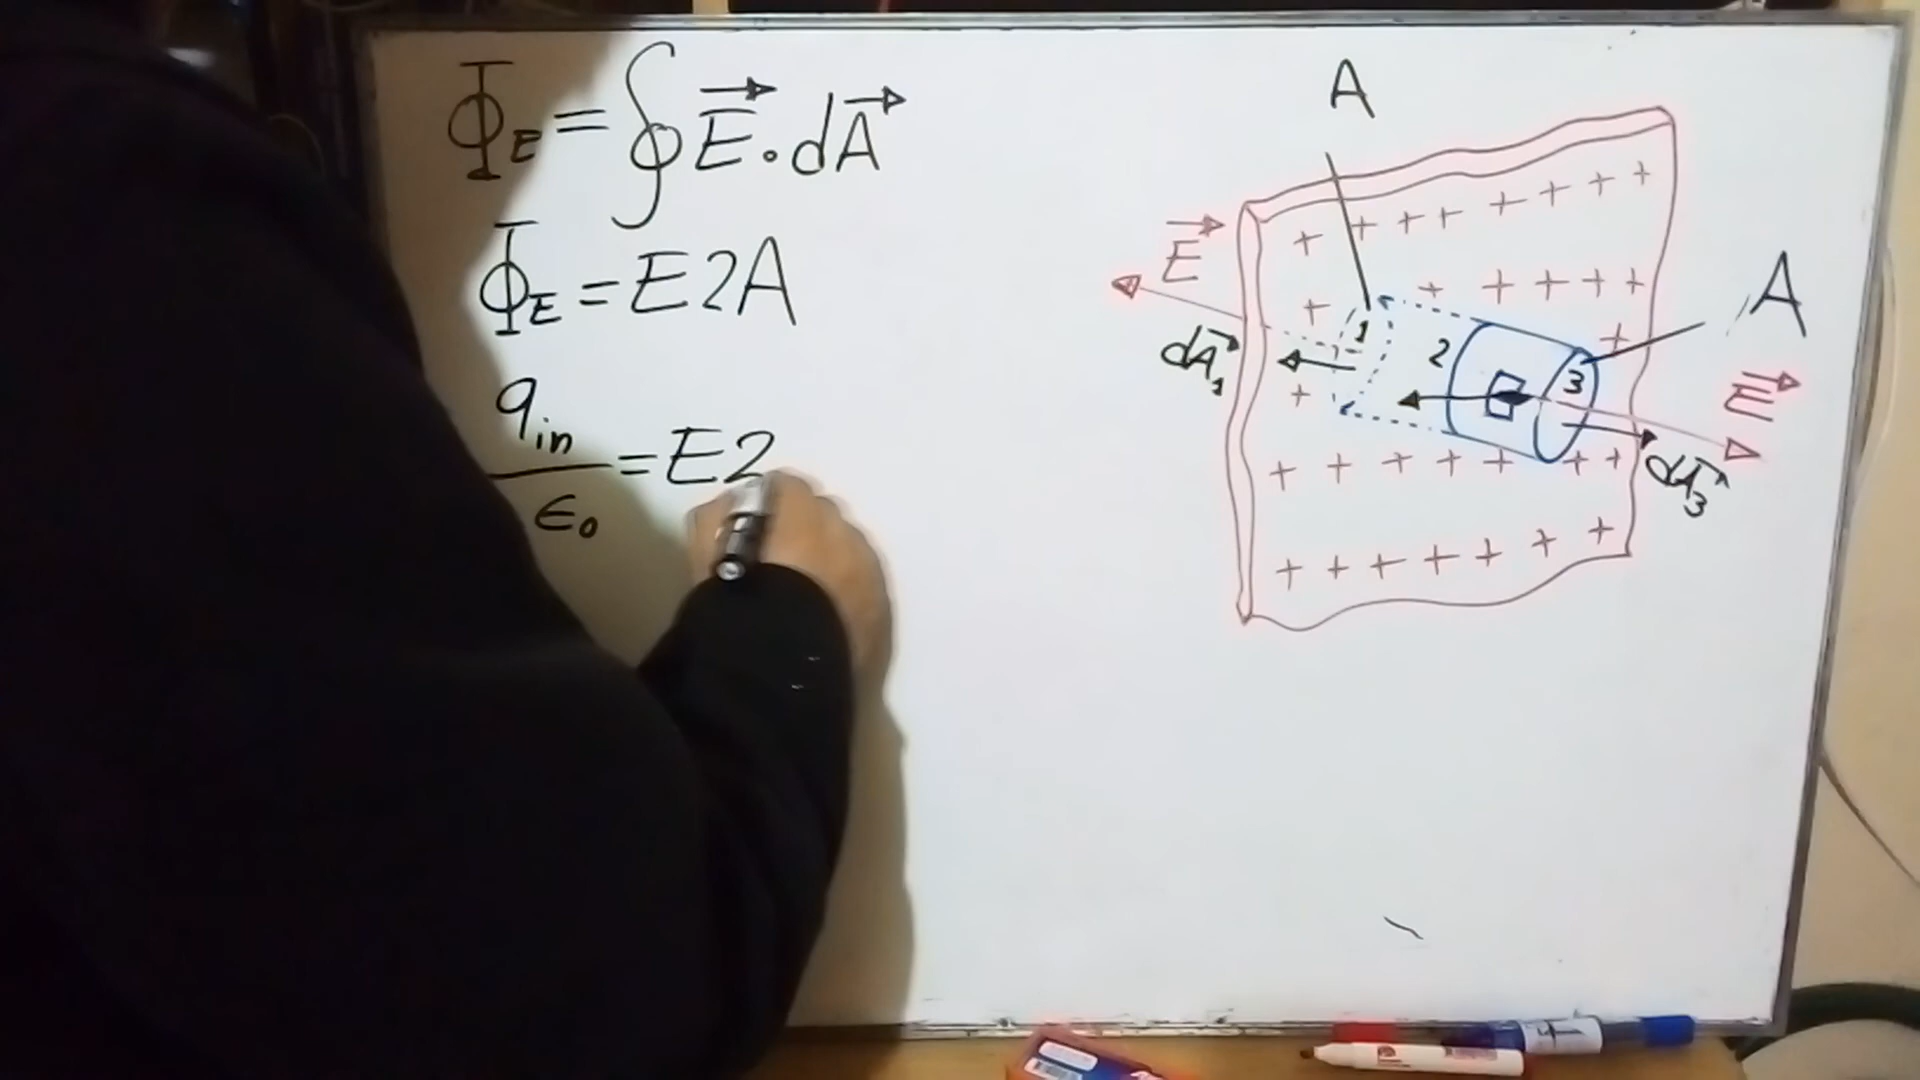 Φ_E = ∮ E⃗ · dA⃗
Φ_E = E2A
q_in / ϵ₀ = E2
A
E⃗
dA⃗₁
1
2
3
A
E⃗
dA⃗₃
+ + + + + + + +
+ + + + + +
+
+
+ + + + + + +
+ + + + + + +